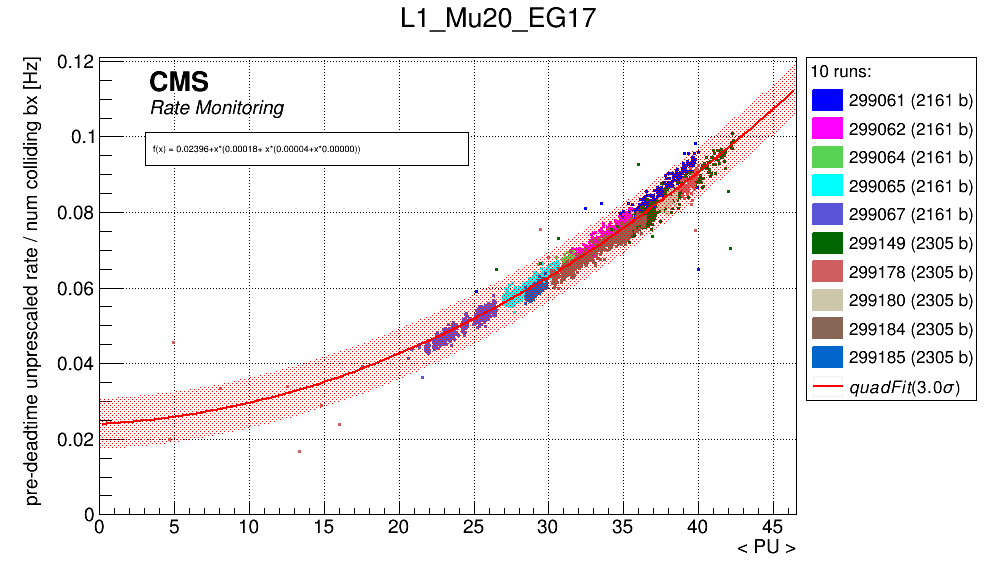 L1_Mu20_EG17
pre-deadtime unprescaled rate / num colliding bx [Hz]
0.12
0.1
0.08
0.06
0.04
0.02
0
CMS
Rate Monitoring
f(x) = 0.02396+x*(0.00018+ x*(0.00004+x*0.00000))
0 5 10 15 20 25 30 35 40 45
< PU >
10 runs:
299061 (2161 b)
299062 (2161 b)
299064 (2161 b)
299065 (2161 b)
299067 (2161 b)
299149 (2305 b)
299178 (2305 b)
299180 (2305 b)
299184 (2305 b)
299185 (2305 b)
quadFit(3.0σ)